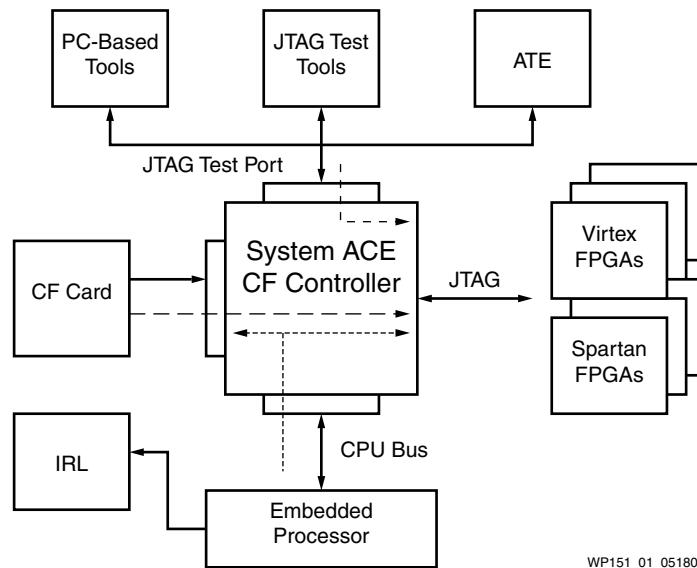 PC-Based
Tools
JTAG Test
Tools
ATE
JTAG Test Port
System ACE
CF Controller
CF Card
JTAG
Virtex
FPGAs
Spartan
FPGAs
IRL
CPU Bus
Embedded
Processor
WP151_01_05180